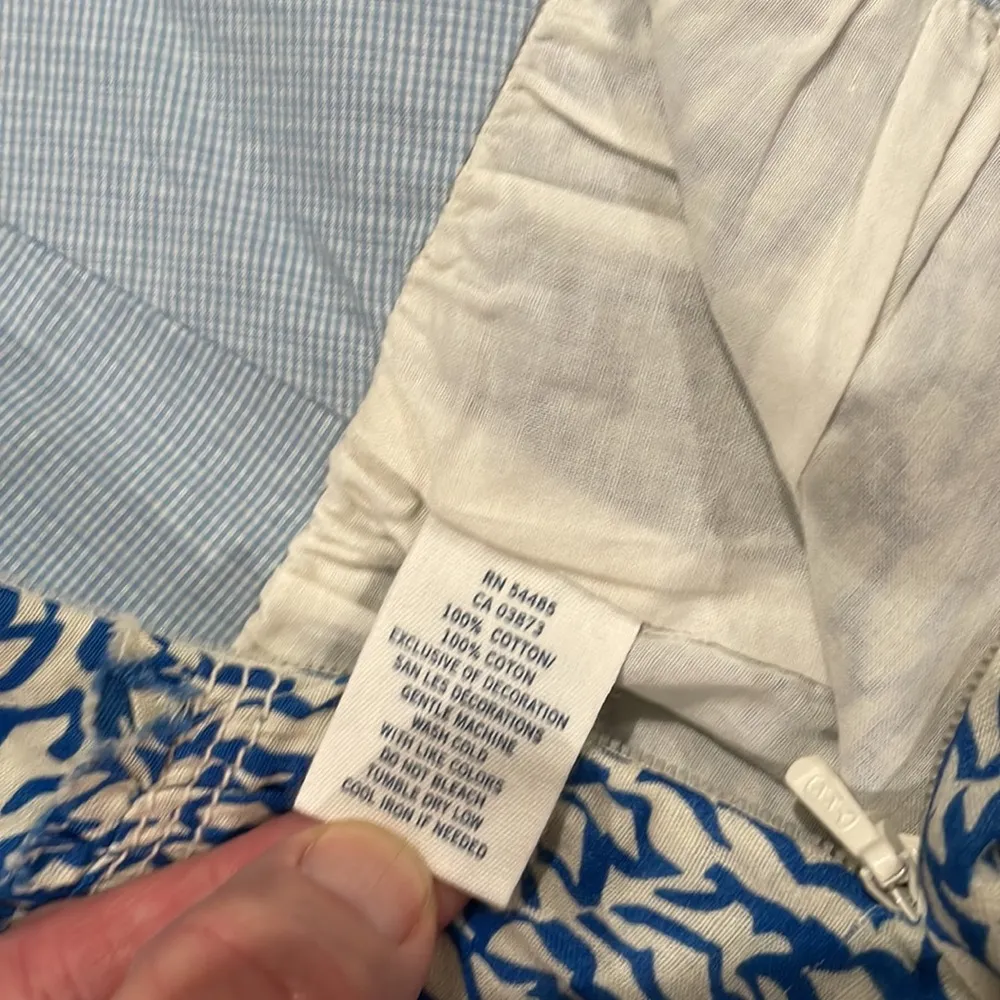 RN 54485
CA 03873
100% COTTON/
100% COTON
EXCLUSIVE OF DECORATION
SAN LES DÉCORATIONS
GENTLE MACHINE
WASH COLD
WITH LIKE COLORS
DO NOT BLEACH
TUMBLE DRY LOW
COOL IRON IF NEEDED